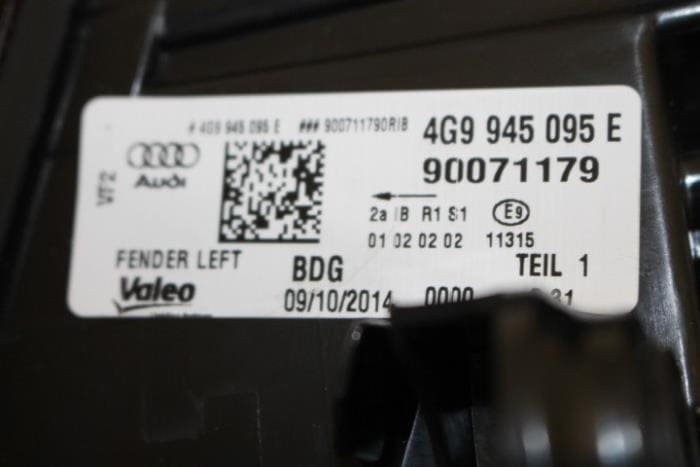 # 4G9 945 095 E ### 900711790RIB 4G9 945 095 E
90071179
Audi
VF2
2a IB R1 S1 E9
01 02 02 02 11315
FENDER LEFT BDG TEIL 1
Valeo 09/10/2014 0000